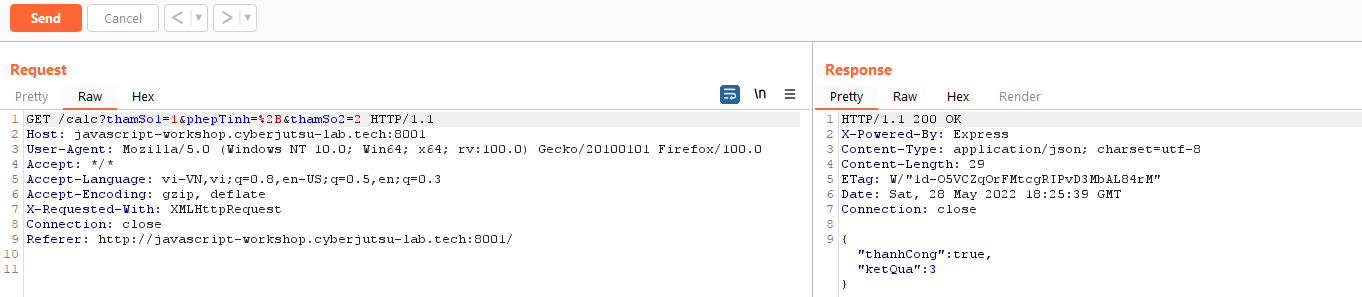 Send Cancel < > 
Request
Pretty Raw Hex \n
1 GET /calc?thamSo1=1&phepTinh=%2B&thamSo2=2 HTTP/1.1
2 Host: javascript-workshop.cyberjutsu-lab.tech:8001
3 User-Agent: Mozilla/5.0 (Windows NT 10.0; Win64; x64; rv:100.0) Gecko/20100101 Firefox/100.0
4 Accept: */*
5 Accept-Language: vi-VN,vi;q=0.8,en-US;q=0.5,en;q=0.3
6 Accept-Encoding: gzip, deflate
7 X-Requested-With: XMLHttpRequest
8 Connection: close
9 Referer: http://javascript-workshop.cyberjutsu-lab.tech:8001/
10
11
Response
Pretty Raw Hex Render
1 HTTP/1.1 200 OK
2 X-Powered-By: Express
3 Content-Type: application/json; charset=utf-8
4 Content-Length: 29
5 ETag: W/"1d-O5VCZqOrFMtcgRIPvD3MbAL84rM"
6 Date: Sat, 28 May 2022 18:25:39 GMT
7 Connection: close
8
9 {
"thanhCong":true,
"ketQua":3
}